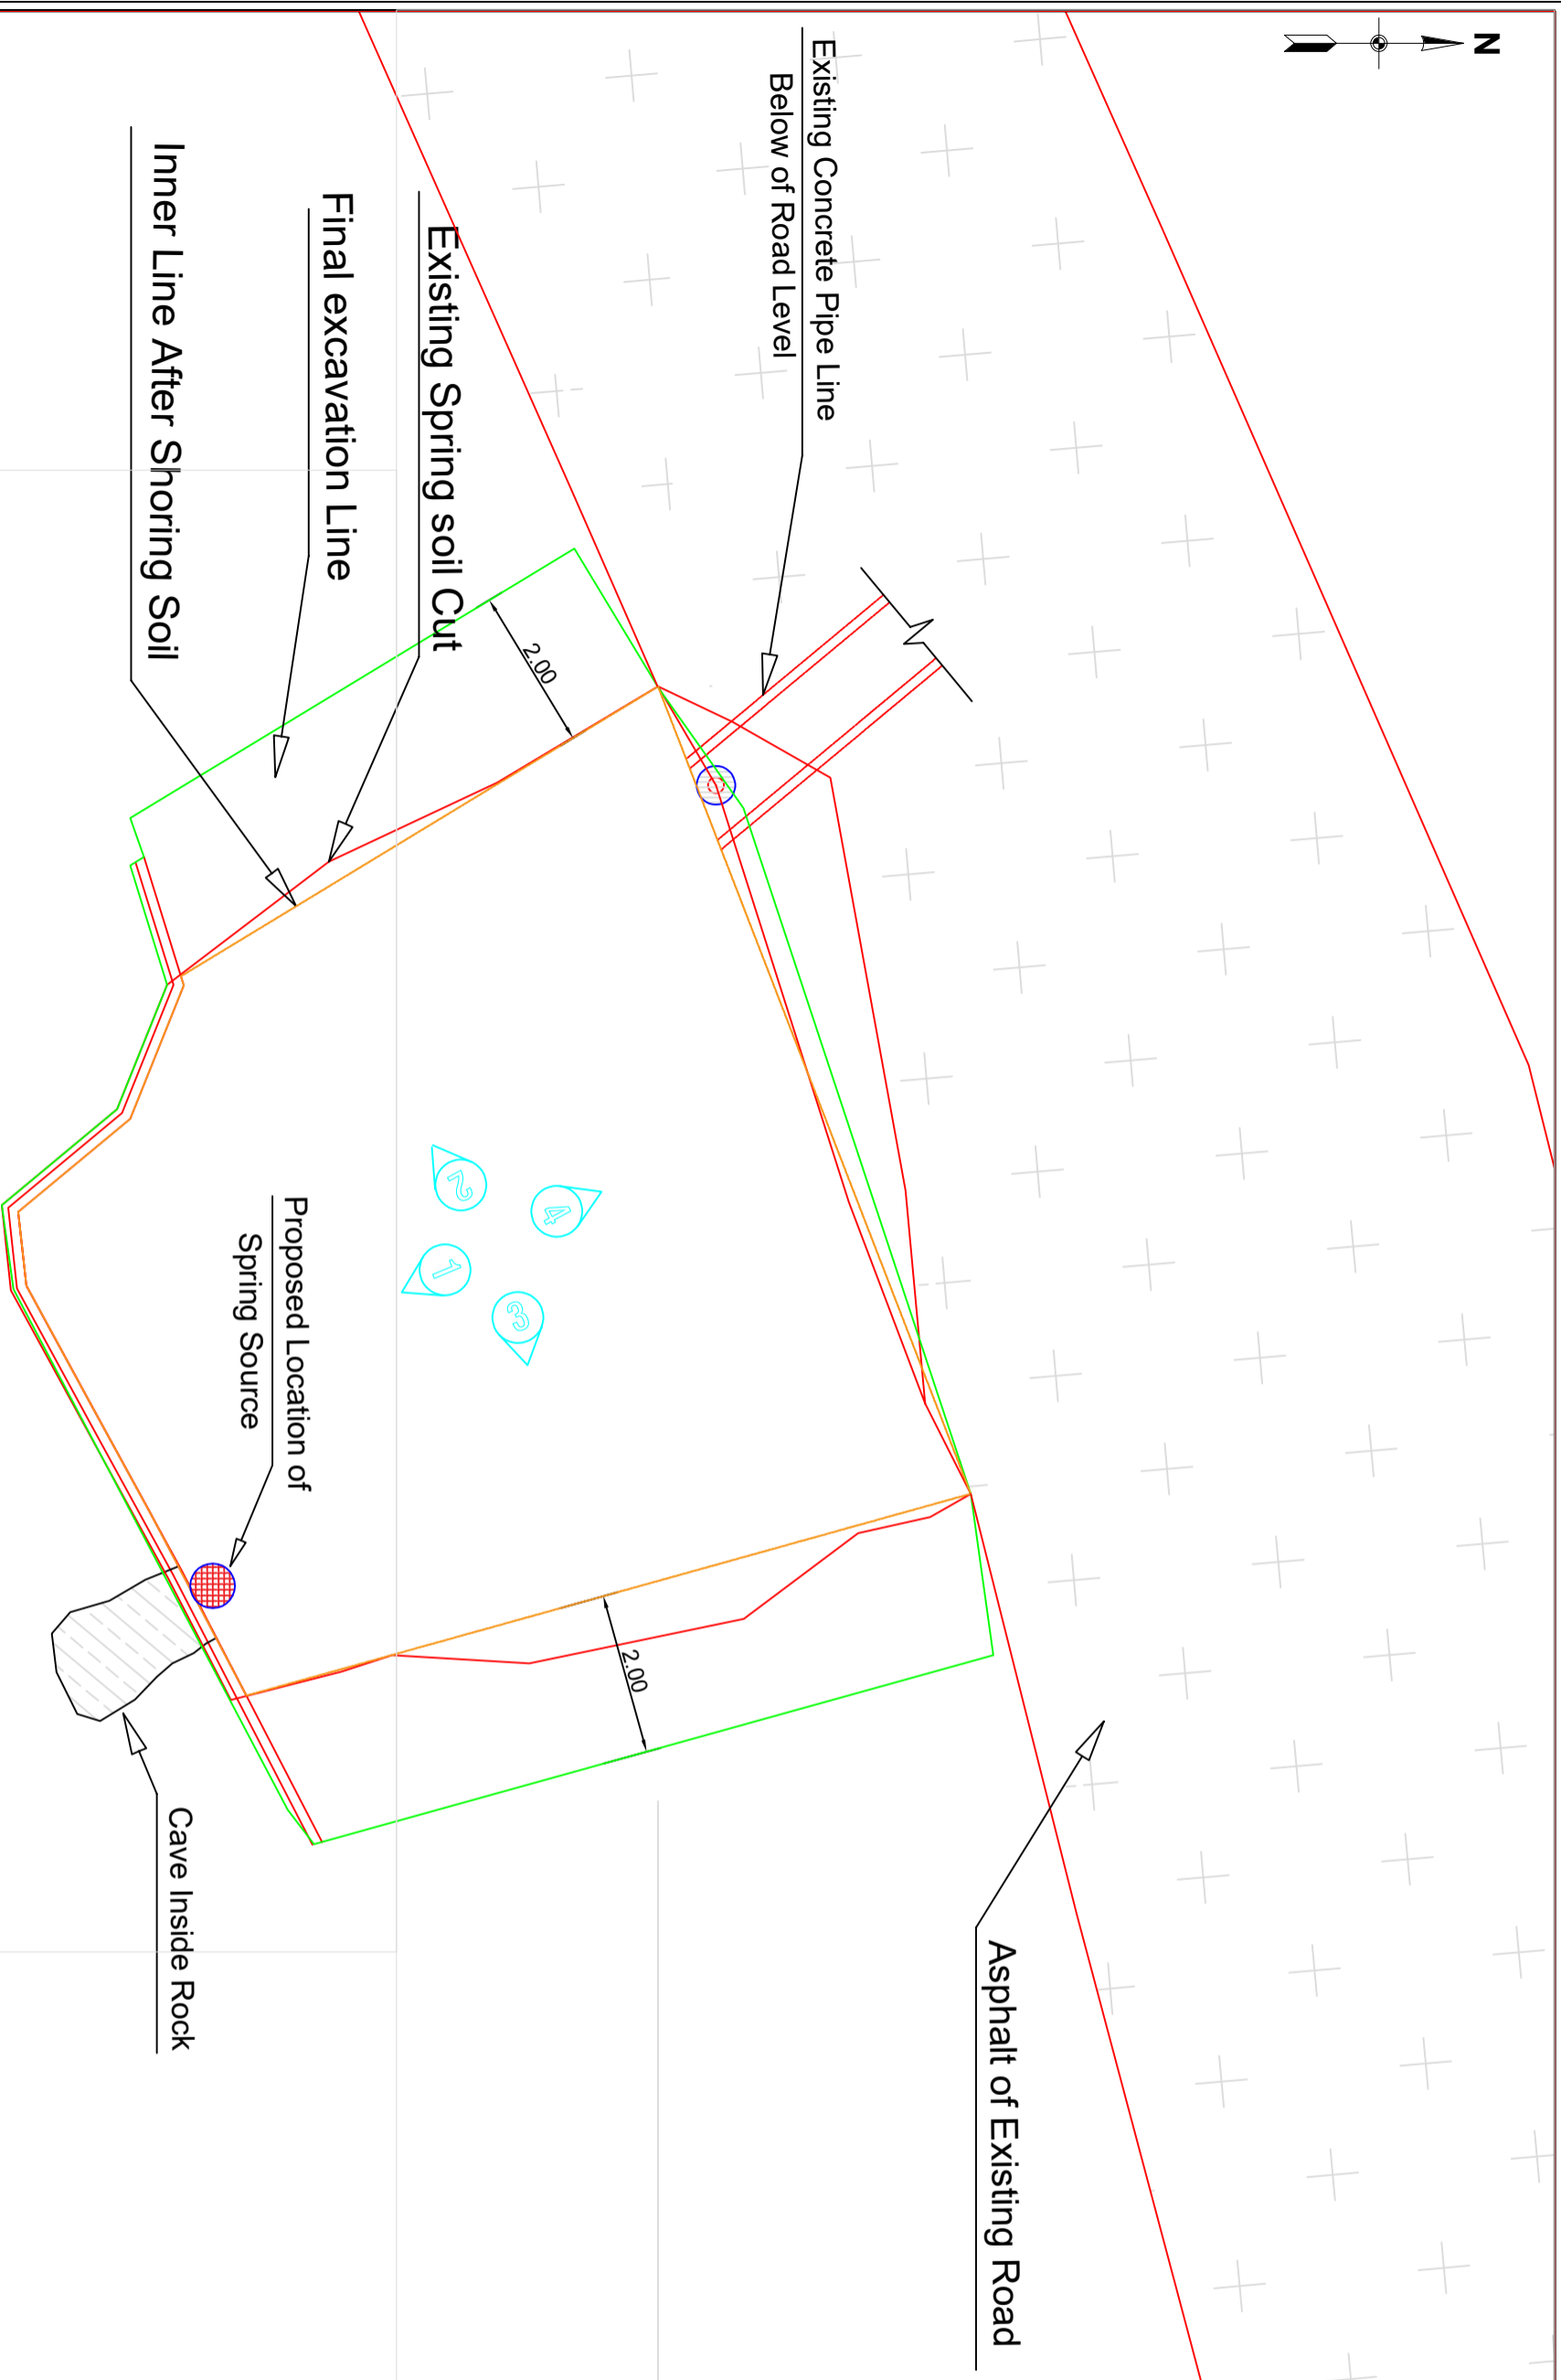 N
Existing Concrete Pipe Line
Below of Road Level
Existing Spring soil Cut
Final excavation Line
Inner Line After Shoring Soil
2.00
4
2
1
3
Proposed Location of
Spring Source
2.00
Asphalt of Existing Road
Cave Inside Rock